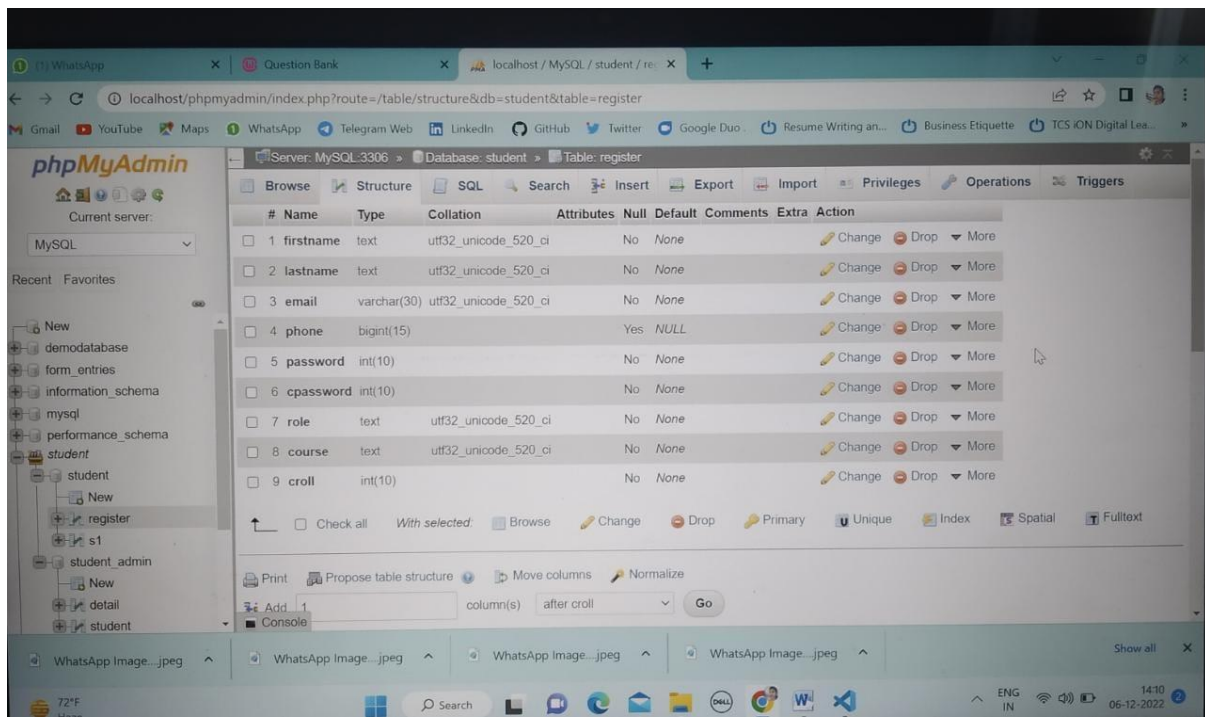 (1) WhatsApp
Question Bank
localhost / MySQL / student / re
localhost/phpmyadmin/index.php?route=/table/structure&db=student&table=register
Gmail YouTube Maps WhatsApp Telegram Web LinkedIn GitHub Twitter Google Duo Resume Writing an... Business Etiquette TCS iON Digital Lea...
phpMyAdmin
Current server:
MySQL
Recent Favorites
New
demodatabase
form_entries
information_schema
mysql
performance_schema
student
student
New
register
s1
student_admin
New
detail
student
Server: MySQL:3306 » Database: student » Table: register
Browse Structure SQL Search Insert Export Import Privileges Operations Triggers
# Name Type Collation Attributes Null Default Comments Extra Action
1 firstname text utf32_unicode_520_ci No None Change Drop More
2 lastname text utf32_unicode_520_ci No None Change Drop More
3 email varchar(30) utf32_unicode_520_ci No None Change Drop More
4 phone bigint(15) Yes NULL Change Drop More
5 password int(10) No None Change Drop More
6 cpassword int(10) No None Change Drop More
7 role text utf32_unicode_520_ci No None Change Drop More
8 course text utf32_unicode_520_ci No None Change Drop More
9 croll int(10) No None Change Drop More
Check all With selected: Browse Change Drop Primary Unique Index Spatial Fulltext
Print Propose table structure Move columns Normalize
Add 1 column(s) after croll Go
Console
WhatsApp Image....jpeg WhatsApp Image....jpeg WhatsApp Image....jpeg WhatsApp Image....jpeg Show all
72°F
Search
DELL
ENG
IN
14:10
06-12-2022
2